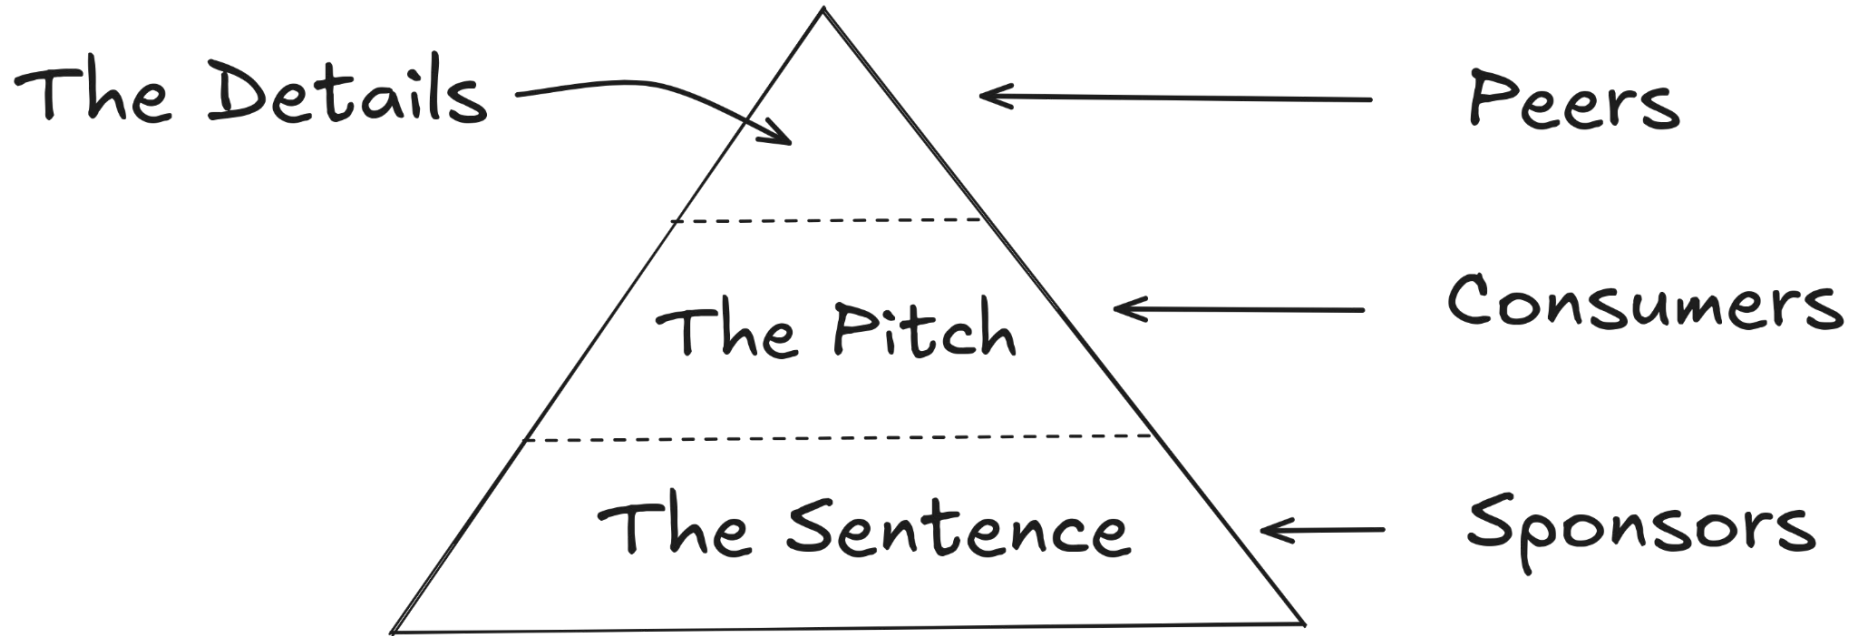 The Details
Peers
The Pitch
Consumers
The Sentence
Sponsors